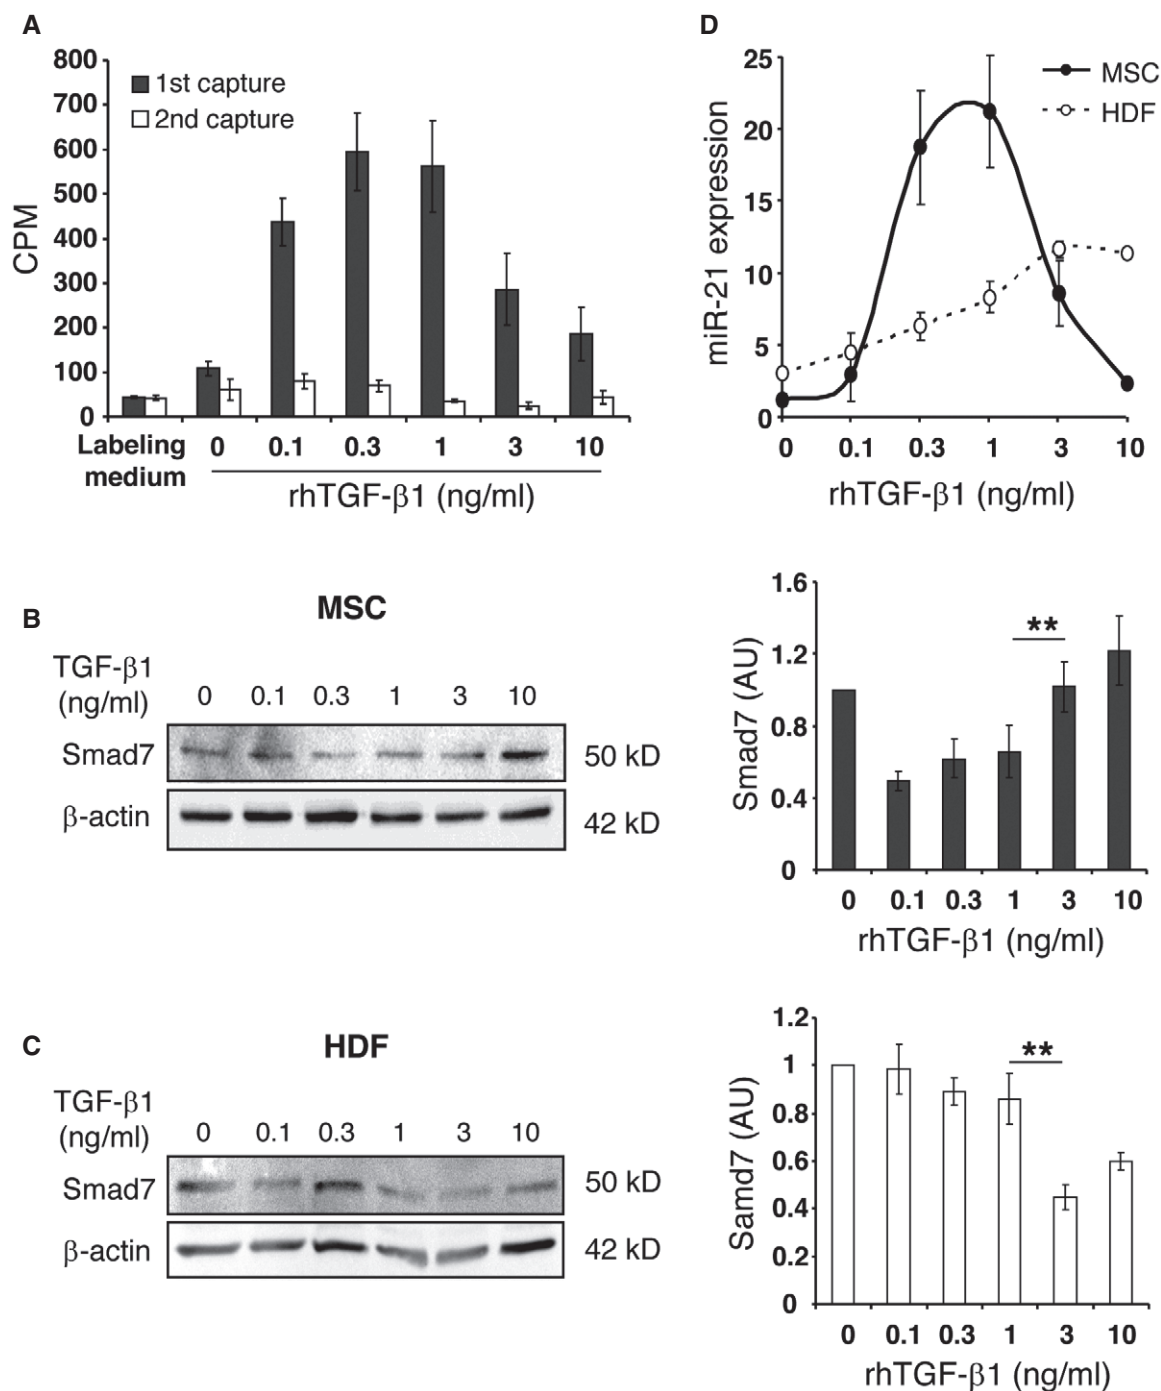 A
800
700
600
500
400
300
200
100
0
CPM
1st capture
2nd capture
Labeling
medium
0 0.1 0.3 1 3 10
rhTGF-β1 (ng/ml)
D
25
20
15
10
5
0
miR-21 expression
MSC
HDF
0 0.1 0.3 1 3 10
rhTGF-β1 (ng/ml)
B
MSC
TGF-β1
(ng/ml) 0 0.1 0.3 1 3 10
Smad7 50 kD
β-actin 42 kD
1.6
1.2
0.8
0.4
0
Smad7 (AU)
**
0 0.1 0.3 1 3 10
rhTGF-β1 (ng/ml)
C
HDF
TGF-β1
(ng/ml) 0 0.1 0.3 1 3 10
Smad7 50 kD
β-actin 42 kD
1.2
1
0.8
0.6
0.4
0.2
0
Samd7 (AU)
**
0 0.1 0.3 1 3 10
rhTGF-β1 (ng/ml)